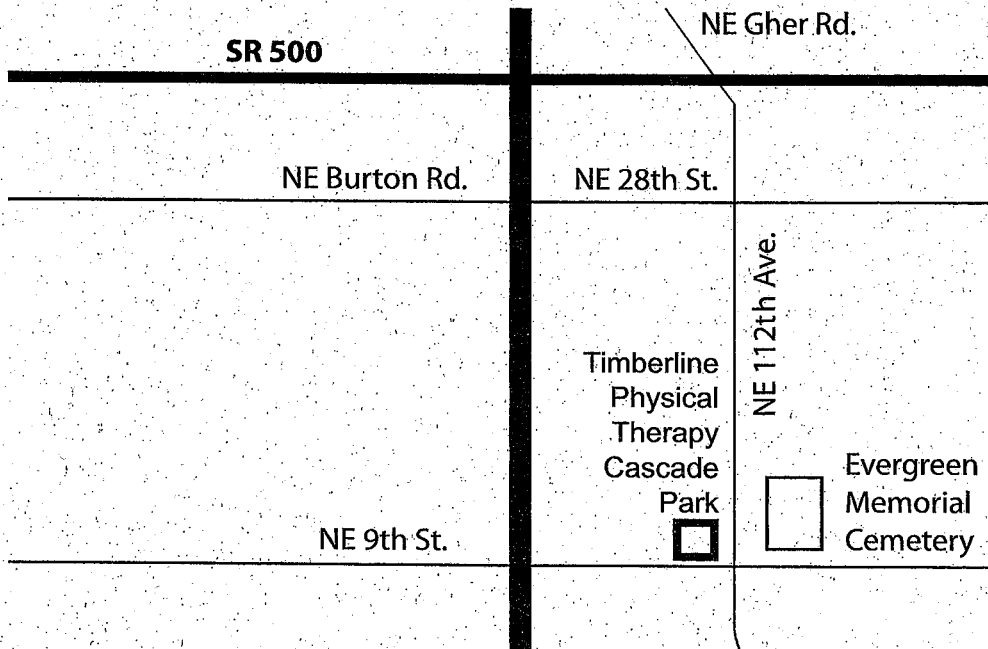 NE Gher Rd.
SR 500
NE Burton Rd.
NE 28th St.
NE 112th Ave.
Timberline
Physical
Therapy
Cascade
Park
Evergreen
Memorial
Cemetery
NE 9th St.